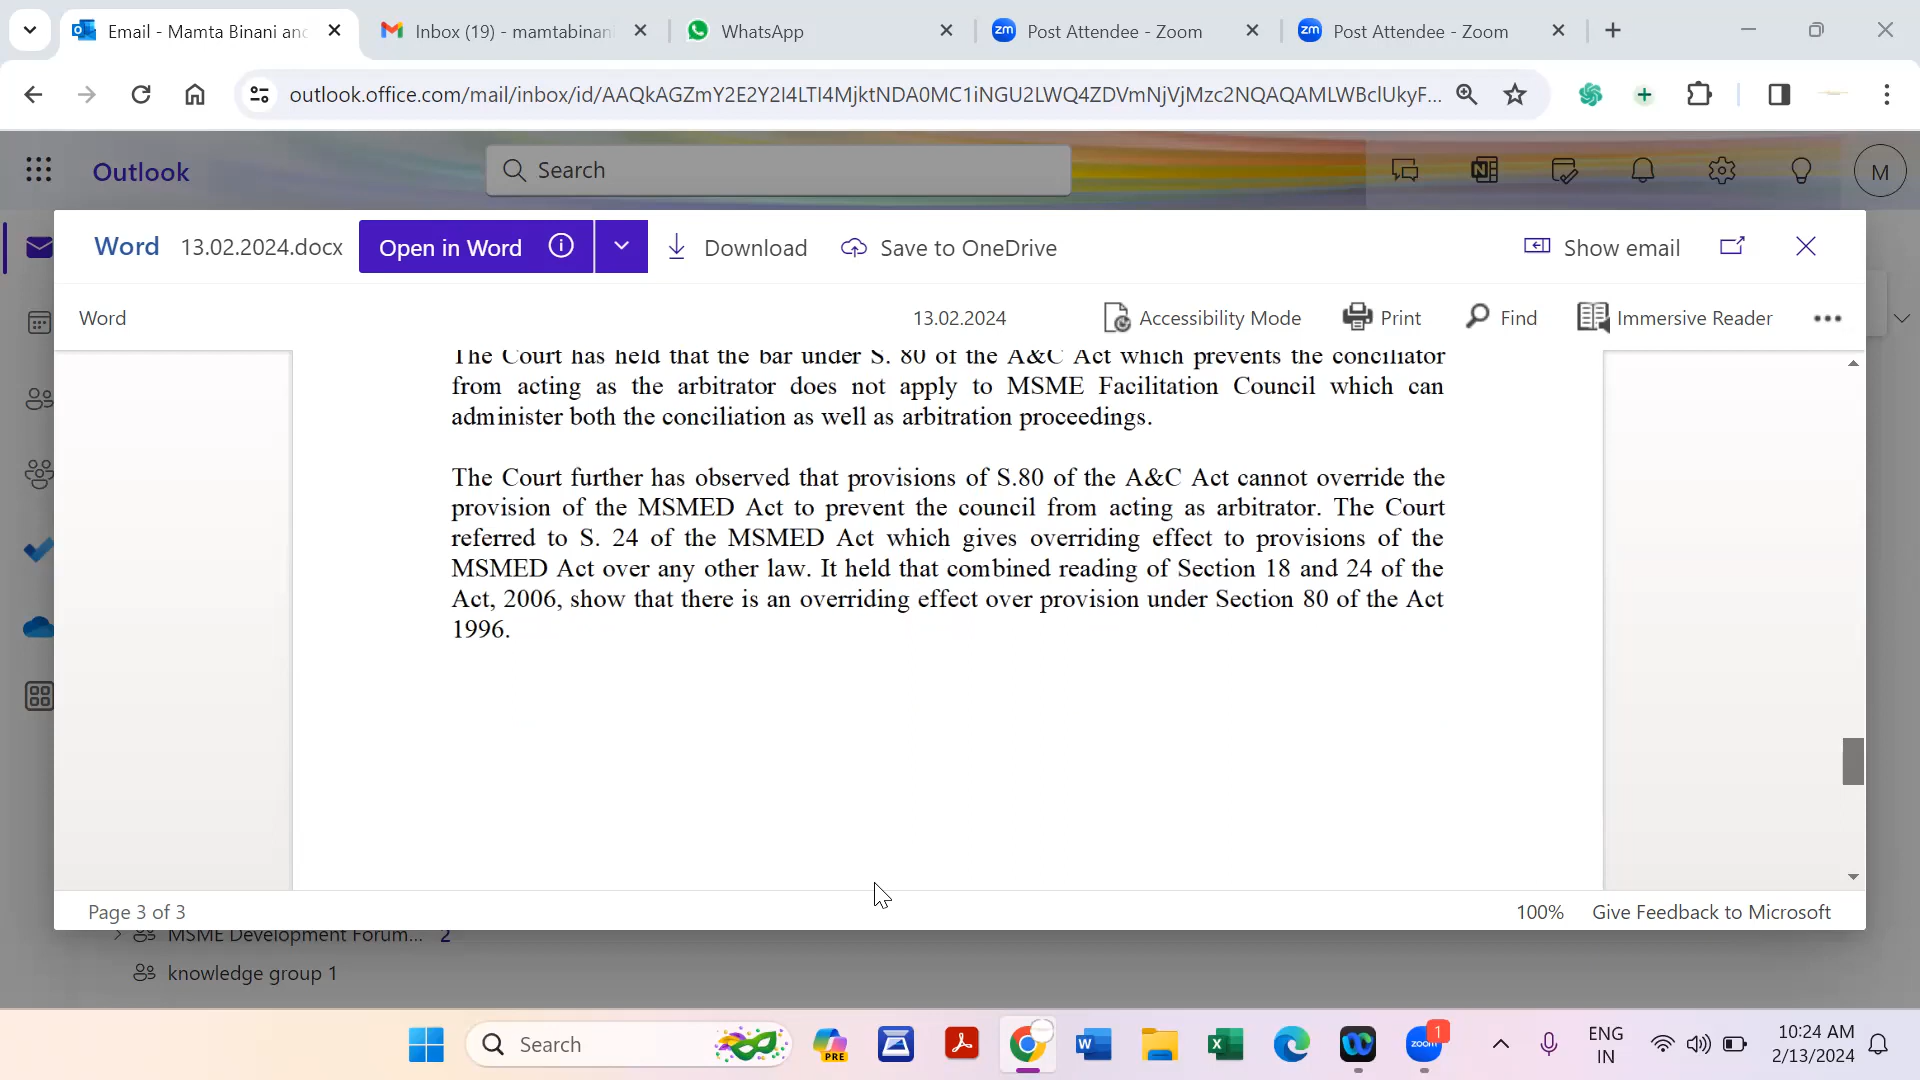 Email - Mamta Binani and
Inbox (19) - mamtabinani
WhatsApp
zm Post Attendee - Zoom
zm Post Attendee - Zoom
outlook.office.com/mail/inbox/id/AAQkAGZmY2E2Y2I4LTI4MjktNDA0MC1iNGU2LWQ4ZDVmNjVjMzc2NQAQAMLWBclUkyF...
Outlook
Search
M
Word 13.02.2024.docx Open in Word Download Save to OneDrive Show email
Word 13.02.2024 Accessibility Mode Print Find Immersive Reader
The Court has held that the bar under S. 80 of the A&C Act which prevents the conciliator
from acting as the arbitrator does not apply to MSME Facilitation Council which can
administer both the conciliation as well as arbitration proceedings.
The Court further has observed that provisions of S.80 of the A&C Act cannot override the
provision of the MSMED Act to prevent the council from acting as arbitrator. The Court
referred to S. 24 of the MSMED Act which gives overriding effect to provisions of the
MSMED Act over any other law. It held that combined reading of Section 18 and 24 of the
Act, 2006, show that there is an overriding effect over provision under Section 80 of the Act
1996.
Page 3 of 3 100% Give Feedback to Microsoft
MSME Development Forum... 2
knowledge group 1
Search
PRE
W
X
zoom
1
ENG
IN
10:24 AM
2/13/2024